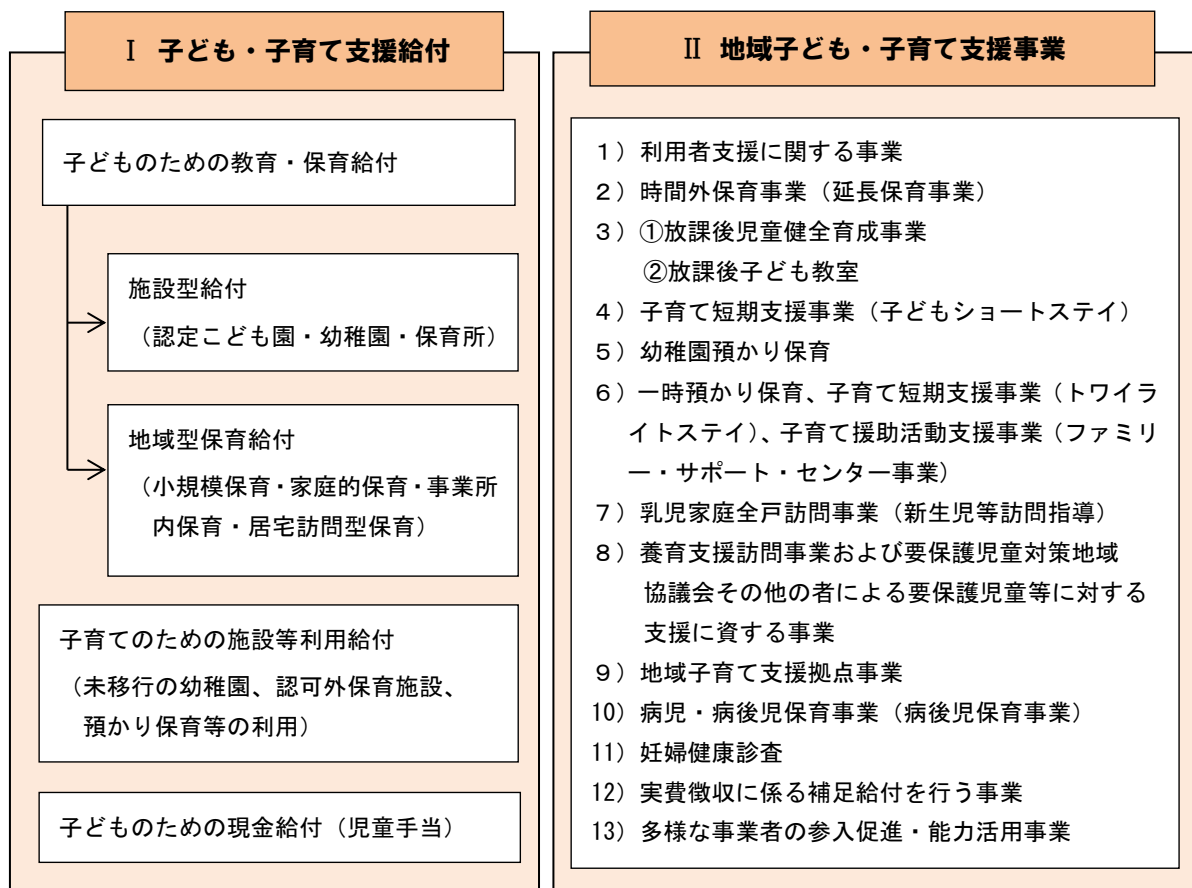 Ⅰ 子ども・子育て支援給付
子どものための教育・保育給付
施設型給付
（認定こども園・幼稚園・保育所）
地域型保育給付
（小規模保育・家庭的保育・事業所
内保育・居宅訪問型保育）
子育てのための施設等利用給付
（未移行の幼稚園、認可外保育施設、
預かり保育等の利用）
子どものための現金給付（児童手当）
Ⅱ 地域子ども・子育て支援事業
１）利用者支援に関する事業
２）時間外保育事業（延長保育事業）
３）①放課後児童健全育成事業
②放課後子ども教室
４）子育て短期支援事業（子どもショートステイ）
５）幼稚園預かり保育
６）一時預かり保育、子育て短期支援事業（トワイラ
イトステイ）、子育て援助活動支援事業（ファミリ
ー・サポート・センター事業）
７）乳児家庭全戸訪問事業（新生児等訪問指導）
８）養育支援訪問事業および要保護児童対策地域
協議会その他の者による要保護児童等に対する
支援に資する事業
９）地域子育て支援拠点事業
10）病児・病後児保育事業（病後児保育事業）
11）妊婦健康診査
12）実費徴収に係る補足給付を行う事業
13）多様な事業者の参入促進・能力活用事業